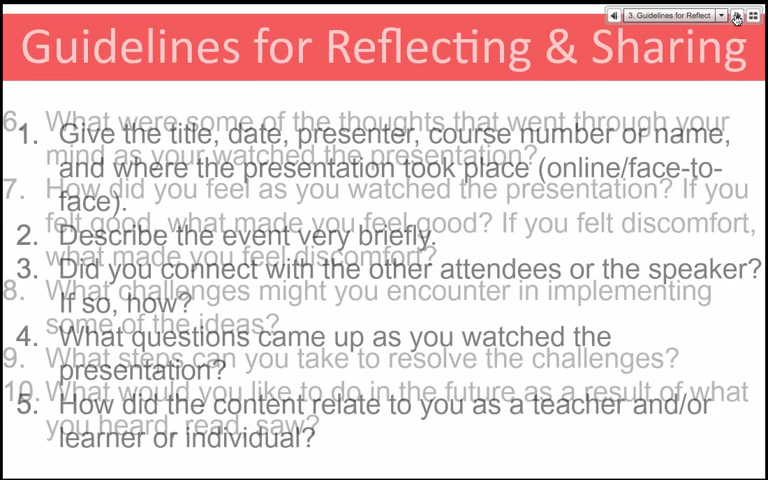 3. Guidelines for Reflect
Guidelines for Reflecting & Sharing
1. Give the title, date, presenter, course number or name,
and where the presentation took place (online/face-to-
face).
2. Describe the event very briefly.
3. Did you connect with the other attendees or the speaker?
If so, how?
4. What questions came up as you watched the
presentation?
5. How did the content relate to you as a teacher and/or
learner or individual?
6. What were some of the thoughts that went through your
mind as your watched the presentation?
7. How did you feel as you watched the presentation? If you
felt good, what made you feel good? If you felt discomfort,
what made you feel discomfort?
8. What challenges might you encounter in implementing
some of the ideas?
9. What steps can you take to resolve the challenges?
10. What would you like to do in the future as a result of what
you heard, read, saw?